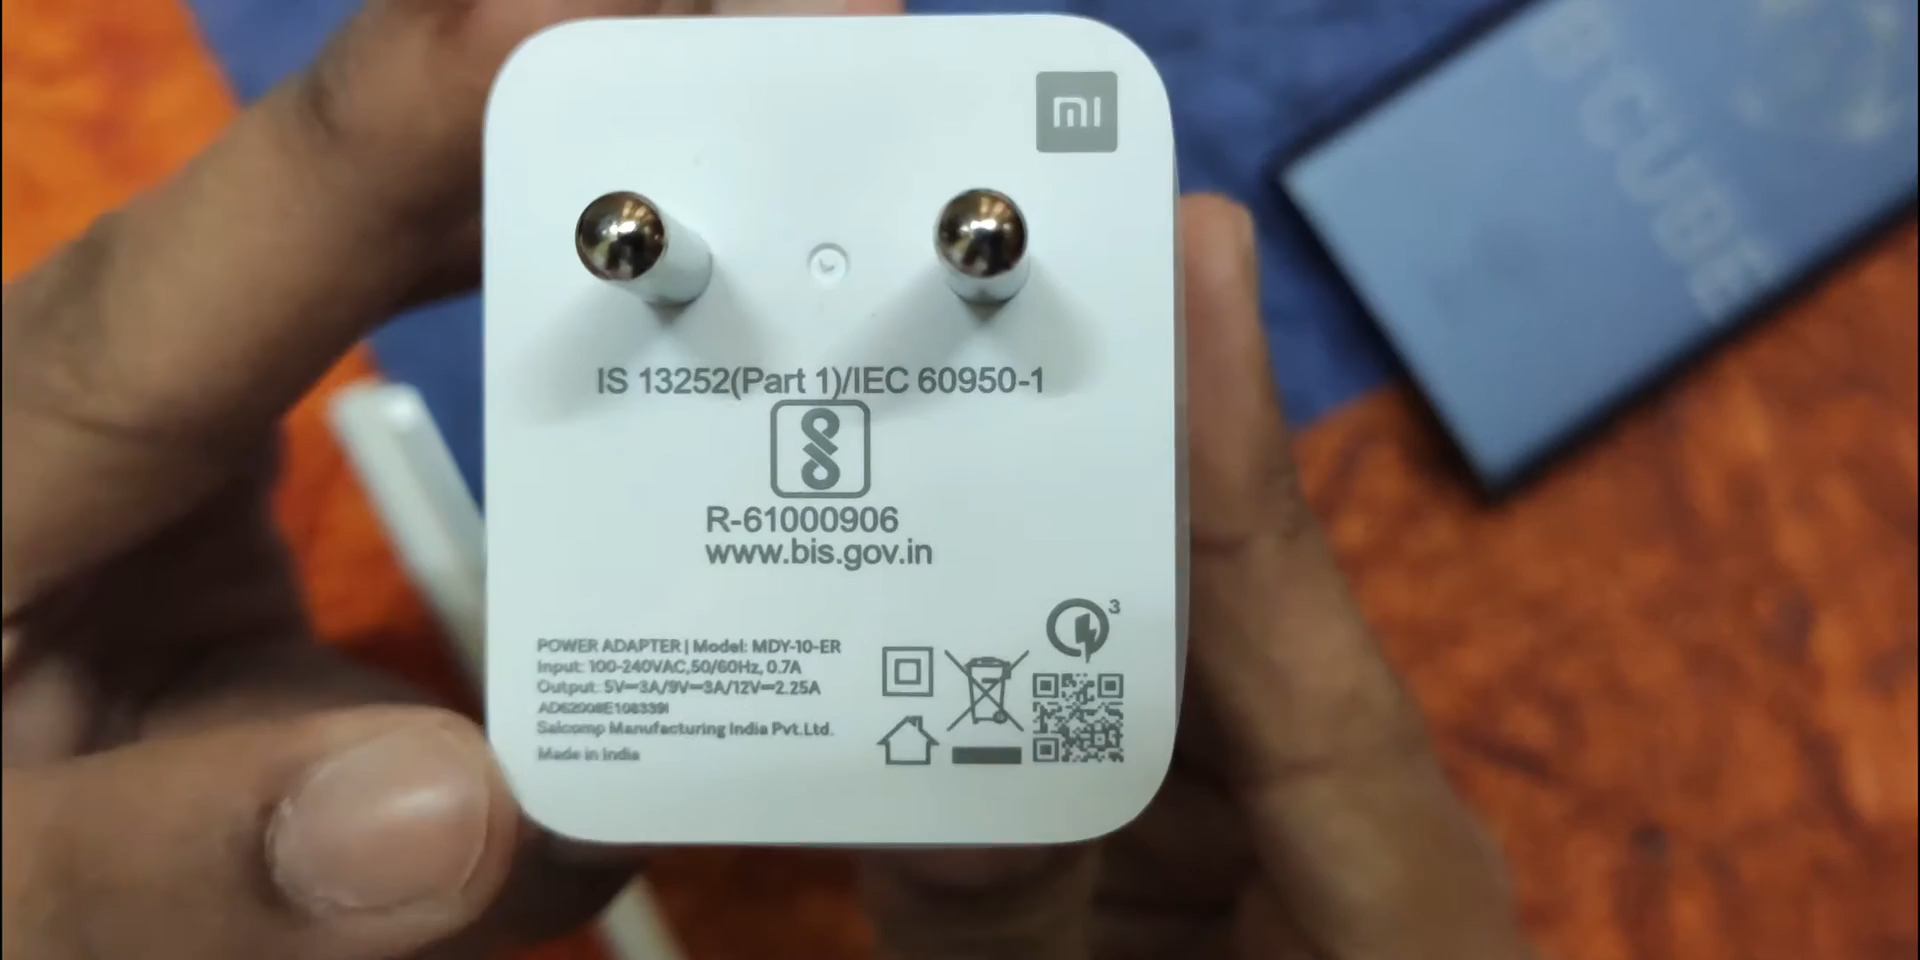 mi
IS 13252(Part 1)/IEC 60950-1
R-61000906
www.bis.gov.in
3
POWER ADAPTER | Model: MDY-10-ER
Input: 100-240VAC,50/60Hz, 0.7A
Output: 5V⎓3A/9V⎓3A/12V⎓2.25A
Salcomp Manufacturing India Pvt.Ltd.
Made in India